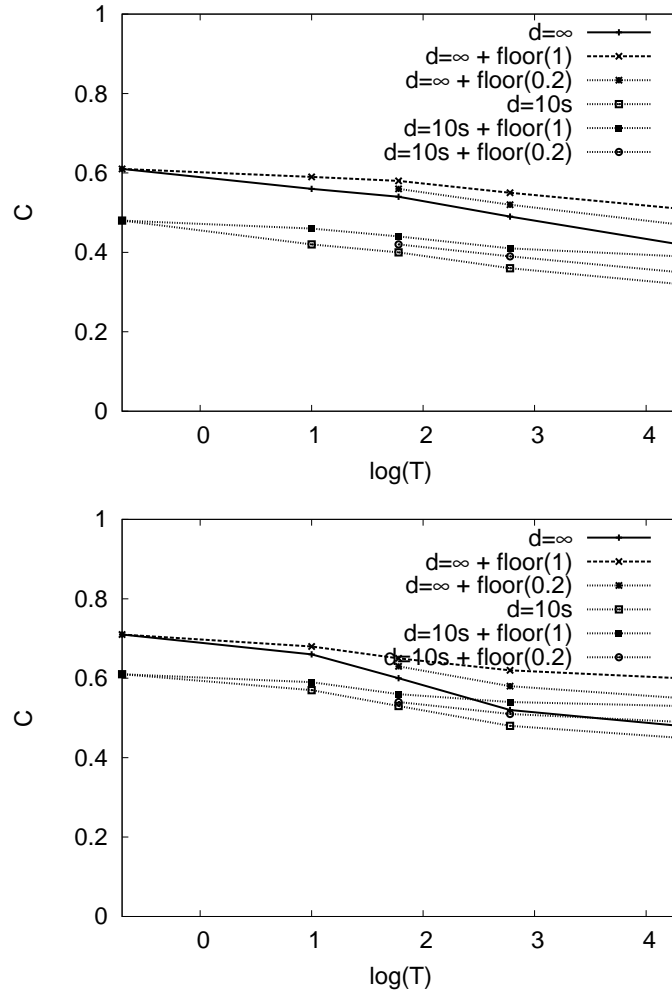 d=∞
d=∞ + floor(1)
d=∞ + floor(0.2)
d=10s
d=10s + floor(1)
d=10s + floor(0.2)
1
0.8
0.6
0.4
0.2
0
C
0 1 2 3 4
log(T)
d=∞
d=∞ + floor(1)
d=∞ + floor(0.2)
d=10s
d=10s + floor(1)
d=10s + floor(0.2)
1
0.8
0.6
0.4
0.2
0
C
0 1 2 3 4
log(T)